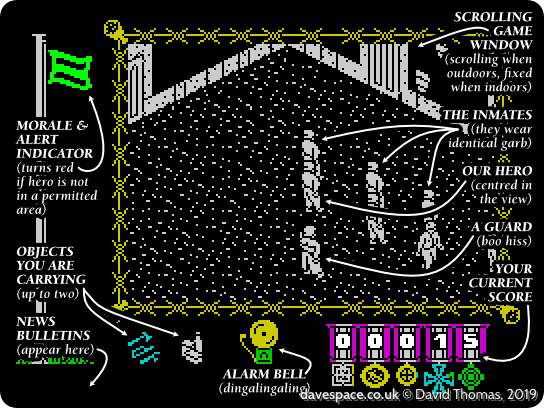 SCROLLING
GAME
WINDOW
(scrolling when
outdoors, fixed
when indoors)
THE INMATES
(they wear
identical garb)
OUR HERO
(centred in
the view)
A GUARD
(boo hiss)
YOUR
CURRENT
SCORE
MORALE &
ALERT
INDICATOR
(turns red
if hero is not
in a permitted
area)
OBJECTS
YOU ARE
CARRYING
(up to two)
NEWS
BULLETINS
(appear here)
ALARM BELL
(dingalingaling)
00015
davespace.co.uk © David Thomas, 2019